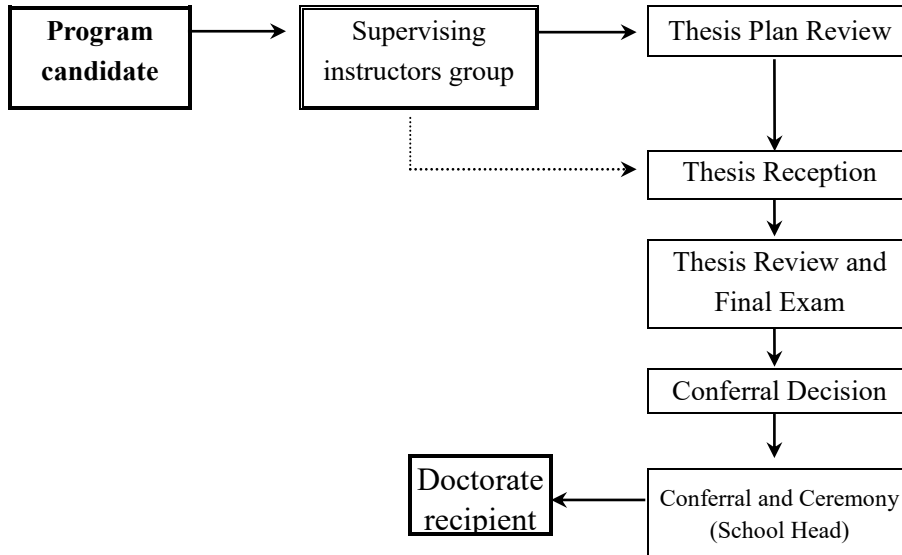 Program
candidate
Supervising
instructors group
Thesis Plan Review
Thesis Reception
Thesis Review and
Final Exam
Conferral Decision
Conferral and Ceremony
(School Head)
Doctorate
recipient